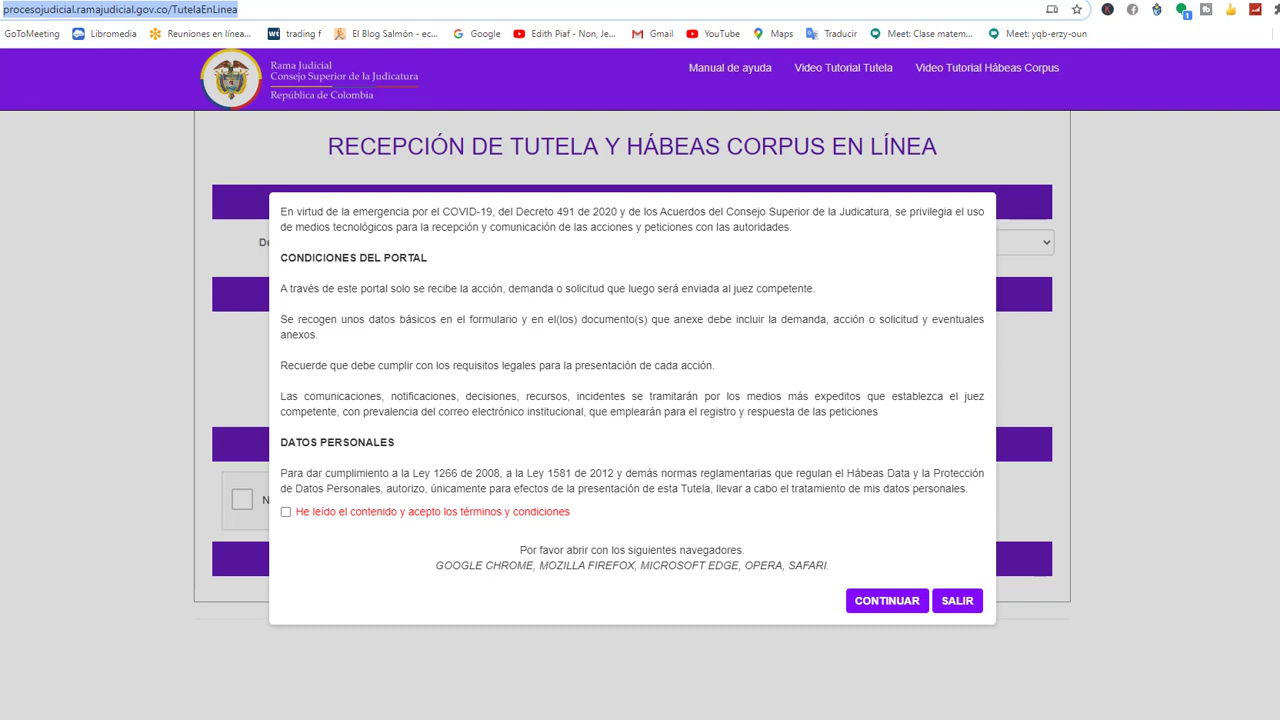 procesojudicial.ramajudicial.gov.co/TutelaEnLinea
GoToMeeting Libromedia Reuniones en línea... trading f El Blog Salmón - ec... Google Edith Piaf - Non, Je... Gmail YouTube Maps Traducir Meet: Clase matem... Meet: yqb-erzy-oun
Rama Judicial
Consejo Superior de la Judicatura
República de Colombia
Manual de ayuda Video Tutorial Tutela Video Tutorial Hábeas Corpus
RECEPCIÓN DE TUTELA Y HÁBEAS CORPUS EN LÍNEA
En virtud de la emergencia por el COVID-19, del Decreto 491 de 2020 y de los Acuerdos del Consejo Superior de la Judicatura, se privilegia el uso
de medios tecnológicos para la recepción y comunicación de las acciones y peticiones con las autoridades.
De
CONDICIONES DEL PORTAL
A través de este portal solo se recibe la acción, demanda o solicitud que luego será enviada al juez competente.
Se recogen unos datos básicos en el formulario y en el(los) documento(s) que anexe debe incluir la demanda, acción o solicitud y eventuales
anexos.
Recuerde que debe cumplir con los requisitos legales para la presentación de cada acción.
Las comunicaciones, notificaciones, decisiones, recursos, incidentes se tramitarán por los medios más expeditos que establezca el juez
competente, con prevalencia del correo electrónico institucional, que emplearán para el registro y respuesta de las peticiones
DATOS PERSONALES
Para dar cumplimiento a la Ley 1266 de 2008, a la Ley 1581 de 2012 y demás normas reglamentarias que regulan el Hábeas Data y la Protección
de Datos Personales, autorizo, únicamente para efectos de la presentación de esta Tutela, llevar a cabo el tratamiento de mis datos personales.
N
He leído el contenido y acepto los términos y condiciones
Por favor abrir con los siguientes navegadores.
GOOGLE CHROME, MOZILLA FIREFOX, MICROSOFT EDGE, OPERA, SAFARI.
CONTINUAR SALIR